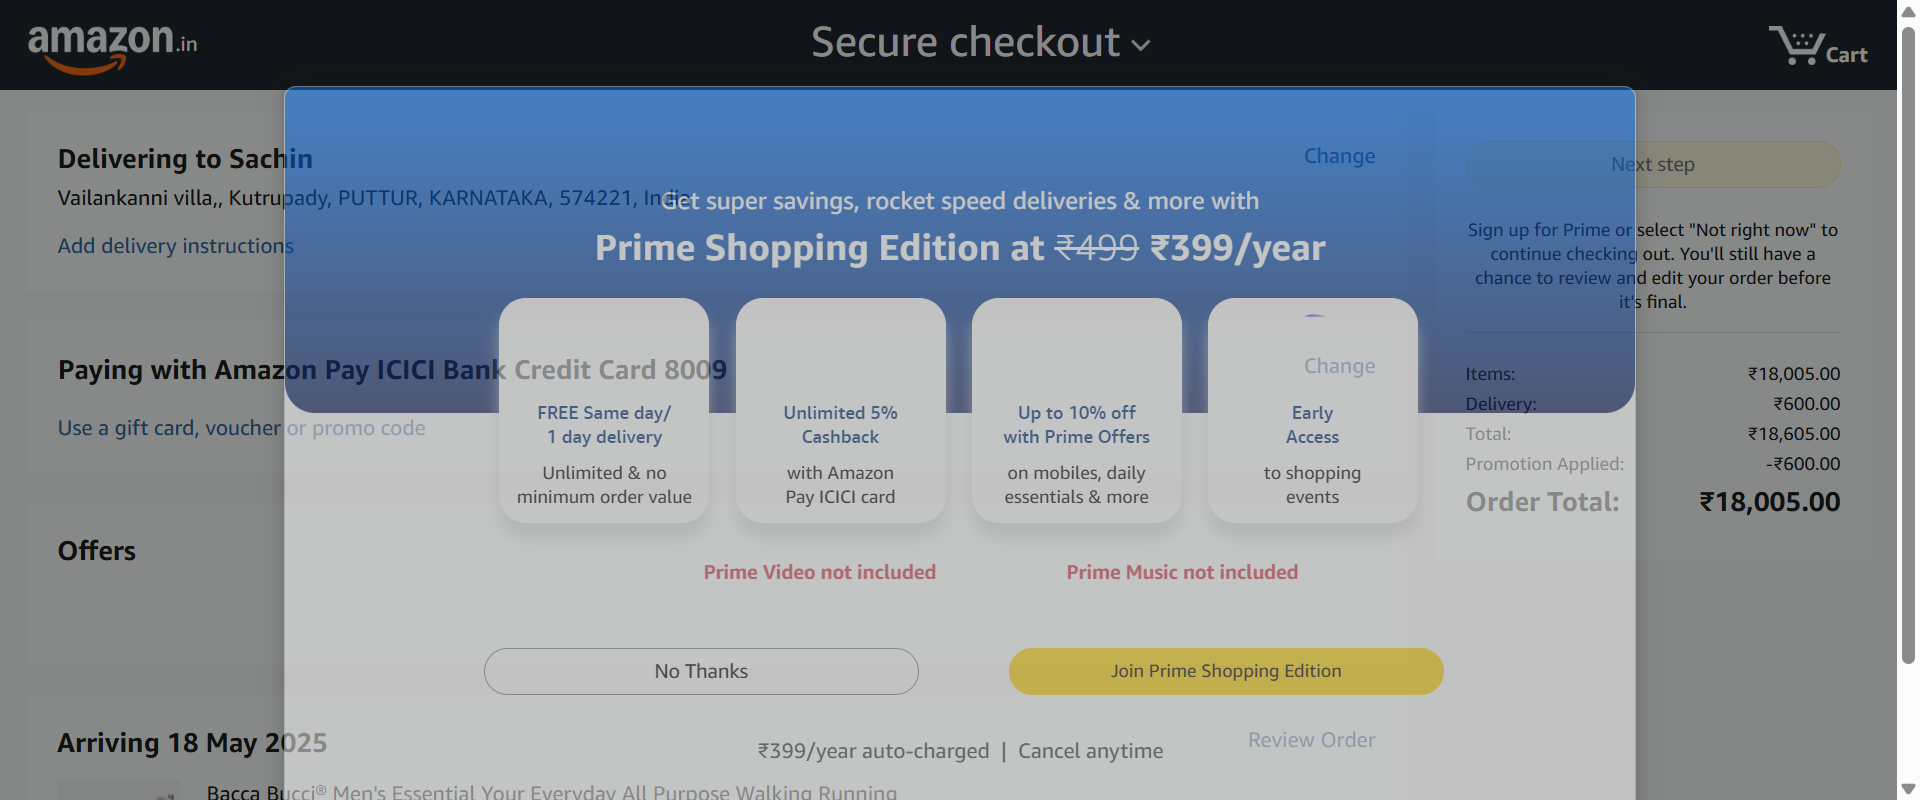 amazon.in
Secure checkout
Cart
Delivering to Sachin
Change
Vailankanni villa,, Kutrupady, PUTTUR, KARNATAKA, 574221, India
Add delivery instructions
Next step
Sign up for Prime or select "Not right now" to
continue checking out. You'll still have a
chance to review and edit your order before
it's final.
Get super savings, rocket speed deliveries & more with
Prime Shopping Edition at ₹499 ₹399/year
Paying with Amazon Pay ICICI Bank Credit Card 8009
Change
Use a gift card, voucher or promo code
FREE Same day/
1 day delivery
Unlimited & no
minimum order value
Unlimited 5%
Cashback
with Amazon
Pay ICICI card
Up to 10% off
with Prime Offers
on mobiles, daily
essentials & more
Early
Access
to shopping
events
Items: ₹18,005.00
Delivery: ₹600.00
Total: ₹18,605.00
Promotion Applied: -₹600.00
Order Total: ₹18,005.00
Offers
Prime Video not included
Prime Music not included
No Thanks
Join Prime Shopping Edition
Arriving 18 May 2025
Review Order
₹399/year auto-charged | Cancel anytime
Bacca Bucci® Men's Essential Your Everyday All Purpose Walking Running